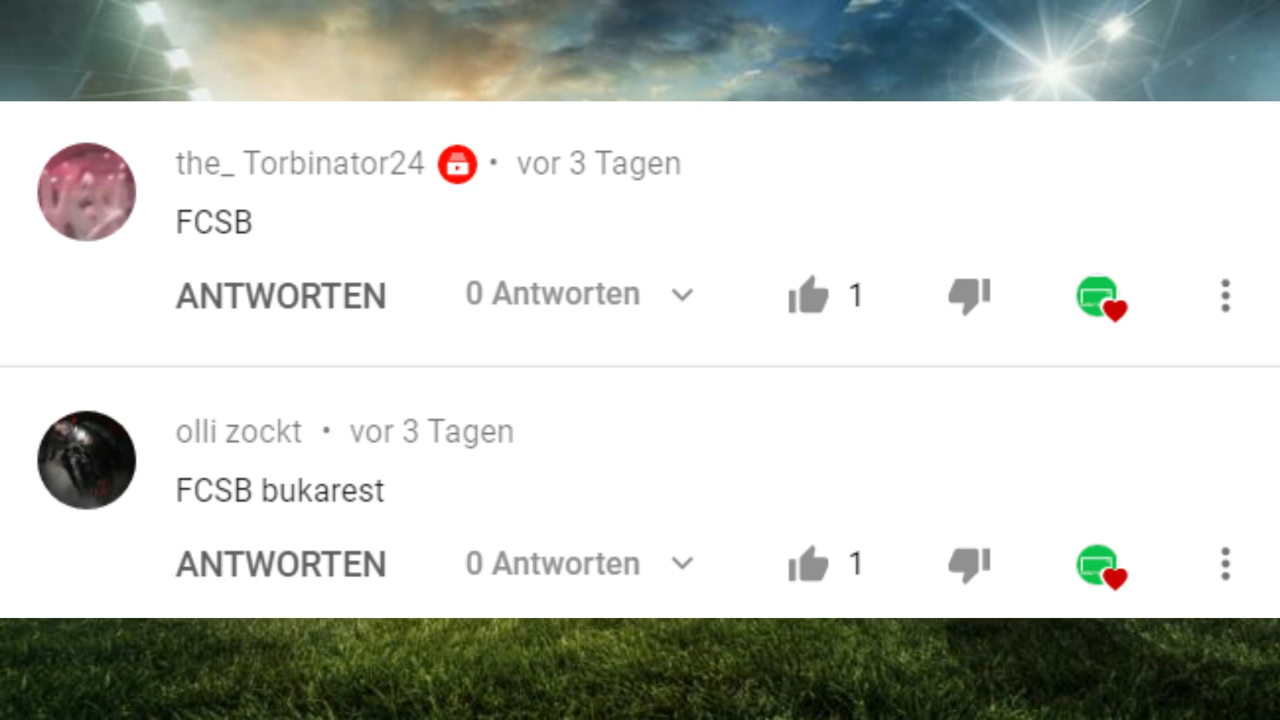 the_ Torbinator24 • vor 3 Tagen
FCSB
ANTWORTEN 0 Antworten 1
olli zockt • vor 3 Tagen
FCSB bukarest
ANTWORTEN 0 Antworten 1